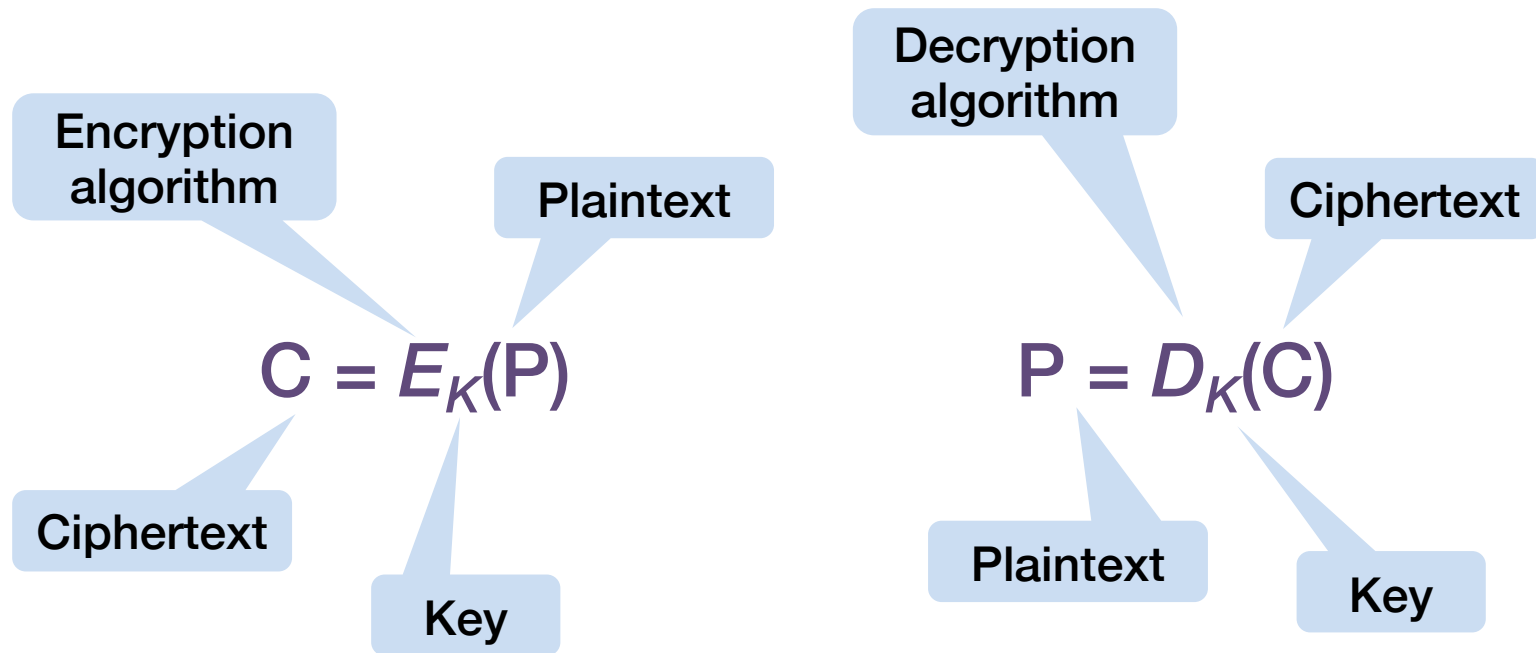 Encryption
algorithm
Plaintext
C = E_K(P)
Ciphertext
Key
Decryption
algorithm
Ciphertext
P = D_K(C)
Plaintext
Key